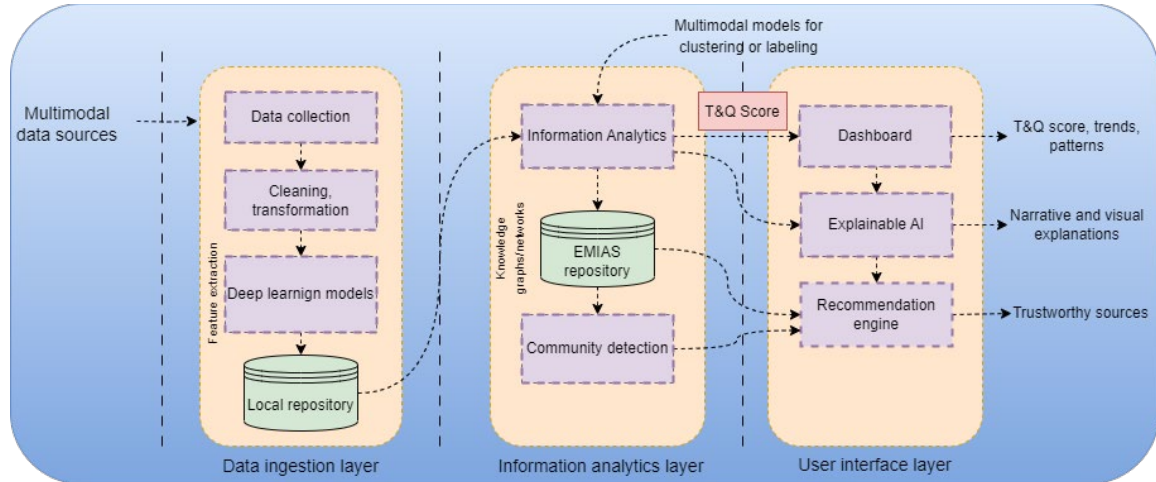 Multimodal models for
clustering or labeling
Multimodal
data sources
Data collection
Cleaning,
transformation
Feature extraction
Deep learnign models
Local repository
Data ingestion layer
Information Analytics
T&Q Score
Knowledge
graphs/networks
EMIAS
repository
Community detection
Information analytics layer
Dashboard
Explainable AI
Recommendation
engine
User interface layer
T&Q score, trends,
patterns
Narrative and visual
explanations
Trustworthy sources